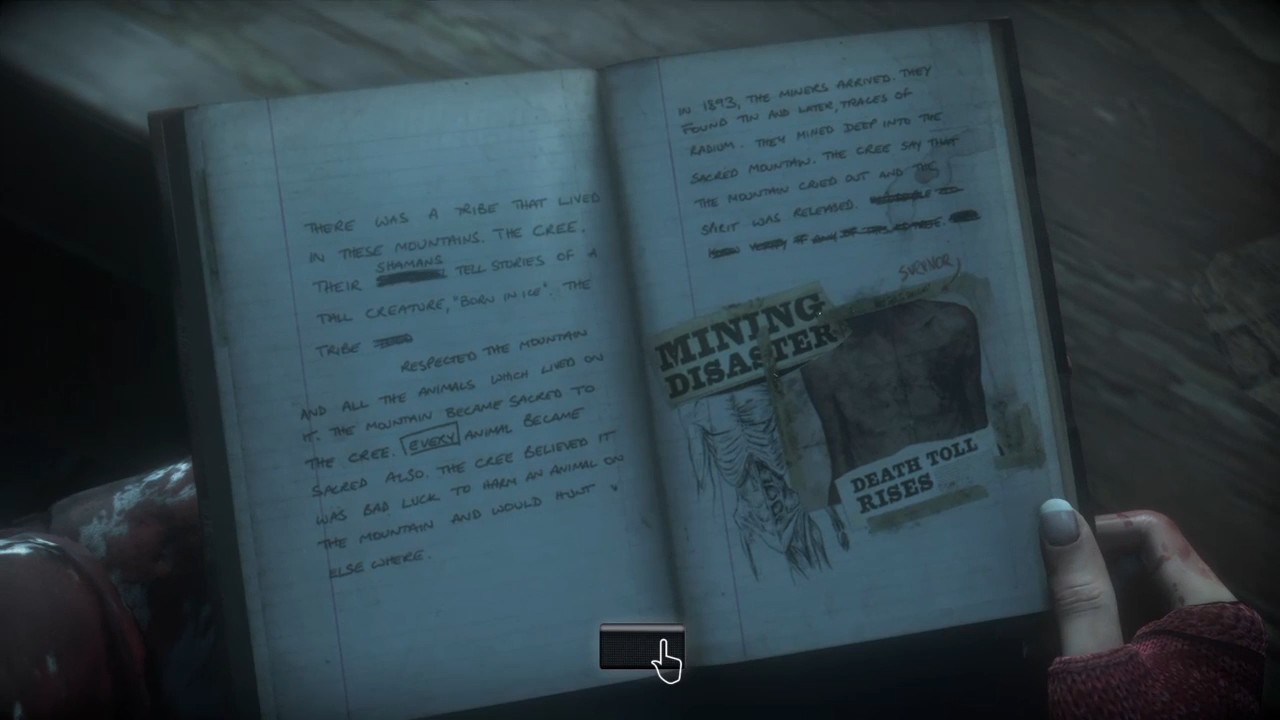 THERE WAS A TRIBE THAT LIVED
IN THESE MOUNTAINS. THE CREE.
SHAMANS
THEIR TELL STORIES OF A
TALL CREATURE, "BORN IN ICE". THE
TRIBE
RESPECTED THE MOUNTAIN
AND ALL THE ANIMALS WHICH LIVED ON
IT. THE MOUNTAIN BECAME SACRED TO
THE CREE. EVERY ANIMAL BECAME
SACRED ALSO. THE CREE BELIEVED IT
WAS BAD LUCK TO HARM AN ANIMAL ON
THE MOUNTAIN AND WOULD HUNT
ELSE WHERE.
IN 1893, THE MINERS ARRIVED. THEY
FOUND TIN AND LATER, TRACES OF
RADIUM. THEY MINED DEEP INTO THE
SACRED MOUNTAIN. THE CREE SAY THAT
THE MOUNTAIN CRIED OUT AND THE
SPIRIT WAS RELEASED.
SURVIVOR
MINING
DISASTER
DEATH TOLL
RISES